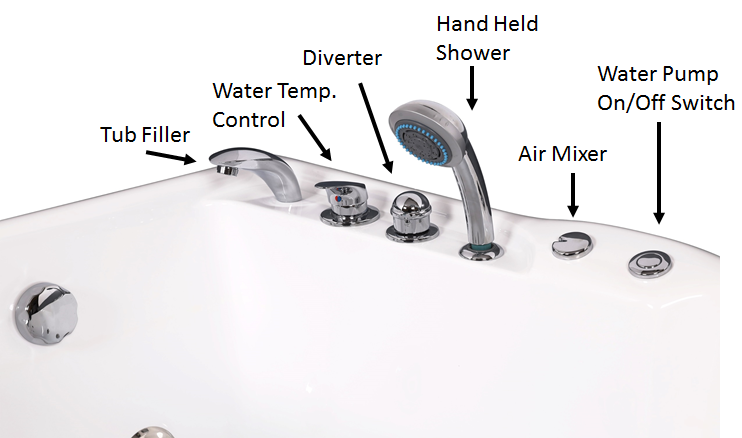 Hand Held
Shower
Diverter
Water Pump
On/Off Switch
Water Temp.
Control
Tub Filler
Air Mixer